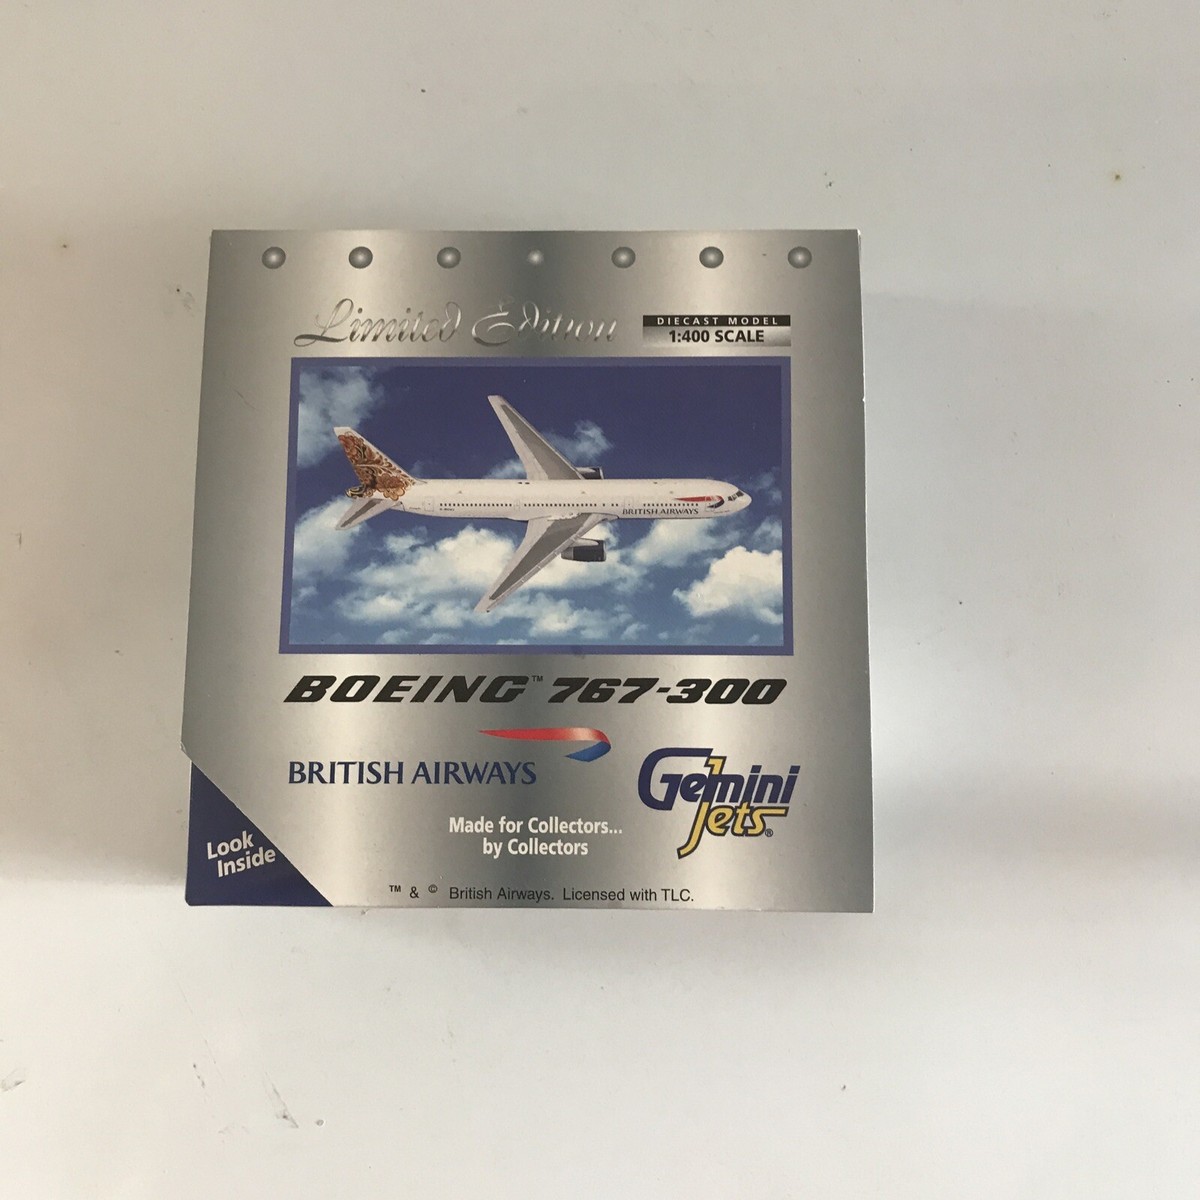 Limited Edition
DIECAST MODEL
1:400 SCALE
BRITISH AIRWAYS
BOEING™ 767-300
BRITISH AIRWAYS
Gemini
Jets®
Made for Collectors...
by Collectors
Look
Inside
™ & © British Airways. Licensed with TLC.